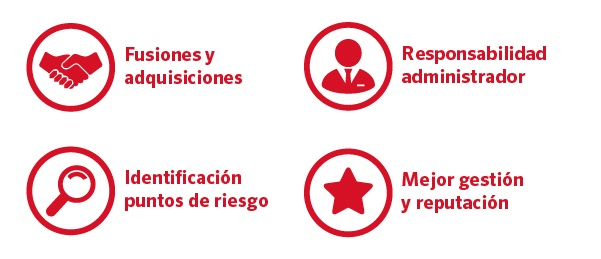 Fusiones y
adquisiciones
Responsabilidad
administrador
Identificación
puntos de riesgo
Mejor gestión
y reputación